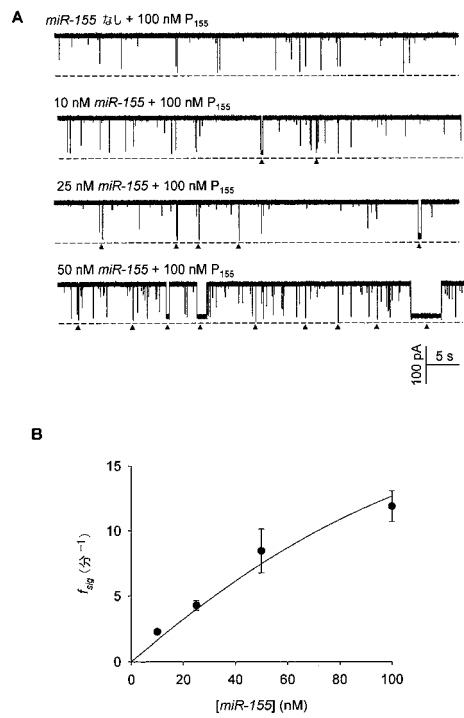 A
miR-155 なし + 100 nM P155
10 nM miR-155 + 100 nM P155
25 nM miR-155 + 100 nM P155
50 nM miR-155 + 100 nM P155
100 pA
5 s
B
15
10
5
0
fsig (分⁻¹)
0 20 40 60 80 100
[miR-155] (nM)